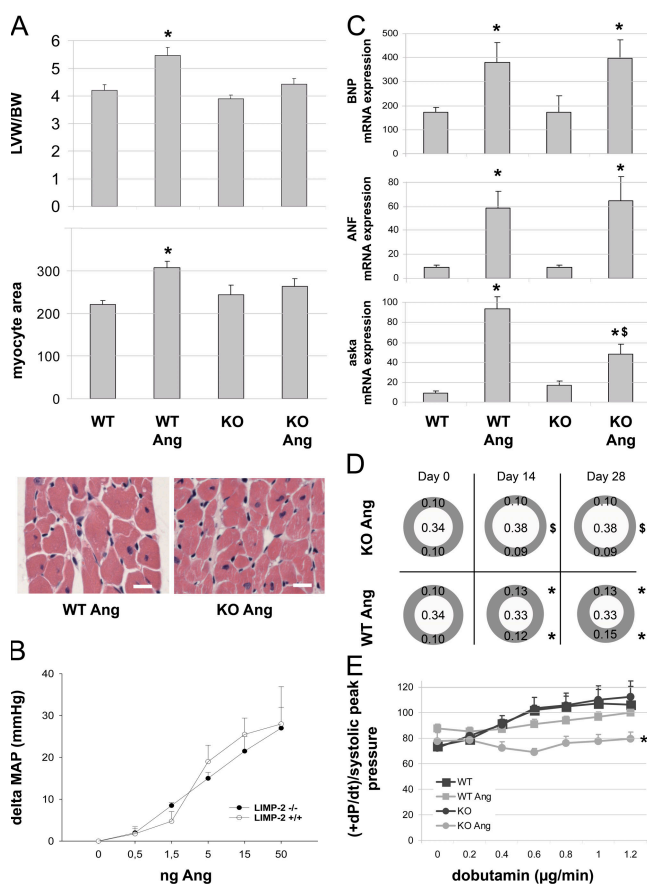 A
LVW/BW
6
5
4
3
2
1
0
*
myocyte area
300
200
100
0
*
WT
WT Ang
KO
KO Ang
WT Ang
KO Ang
B
delta MAP (mmHg)
40
30
20
10
0
LIMP-2 -/-
LIMP-2 +/+
0
0,5
1,5
5
15
50
ng Ang
C
BNP
mRNA expression
500
400
300
200
100
0
*
*
ANF
mRNA expression
80
60
40
20
0
*
*
aska
mRNA expression
100
80
60
40
20
0
*
* $
WT
WT Ang
KO
KO Ang
D
Day 0
Day 14
Day 28
KO Ang
0.10
0.34
0.10
0.10
0.38
0.09
$
0.10
0.38
0.09
$
WT Ang
0.10
0.34
0.10
0.13
0.33
0.12
*
*
0.13
0.33
0.15
*
*
E
(+dP/dt)/systolic peak
pressure
120
100
80
60
40
20
0
WT
WT Ang
KO
KO Ang
*
0
0.2
0.4
0.6
0.8
1
1.2
dobutamin (µg/min)